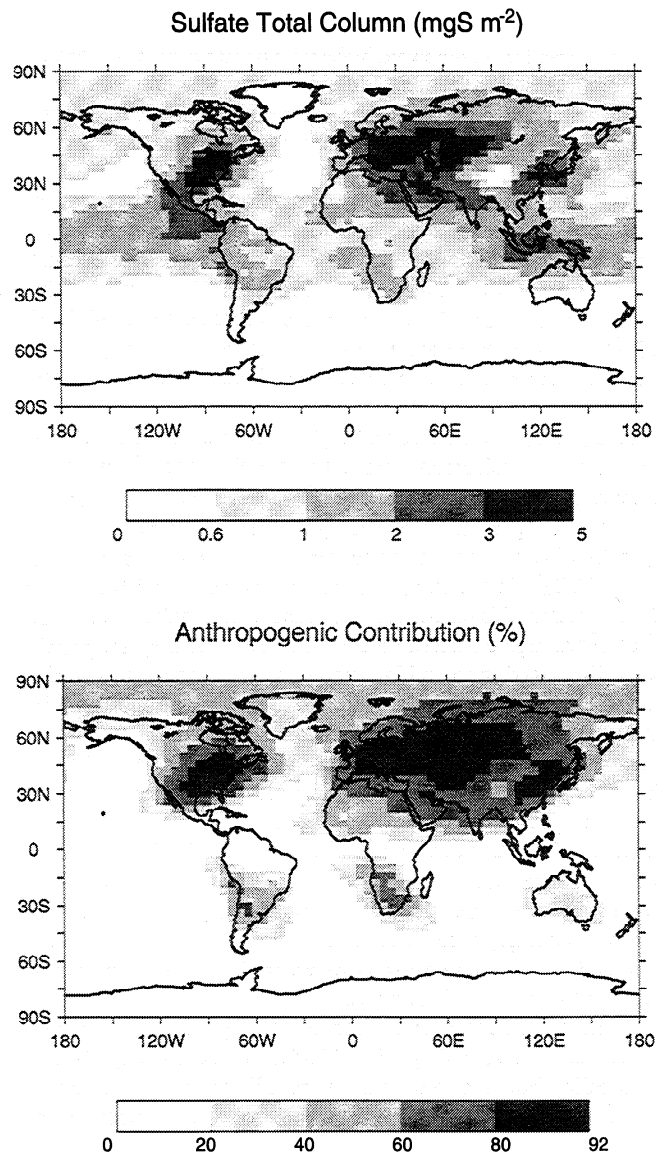 Sulfate Total Column (mgS m-2)
90N
60N
30N
0
30S
60S
90S
180 120W 60W 0 60E 120E 180
0 0.6 1 2 3 5
Anthropogenic Contribution (%)
90N
60N
30N
0
30S
60S
90S
180 120W 60W 0 60E 120E 180
0 20 40 60 80 92